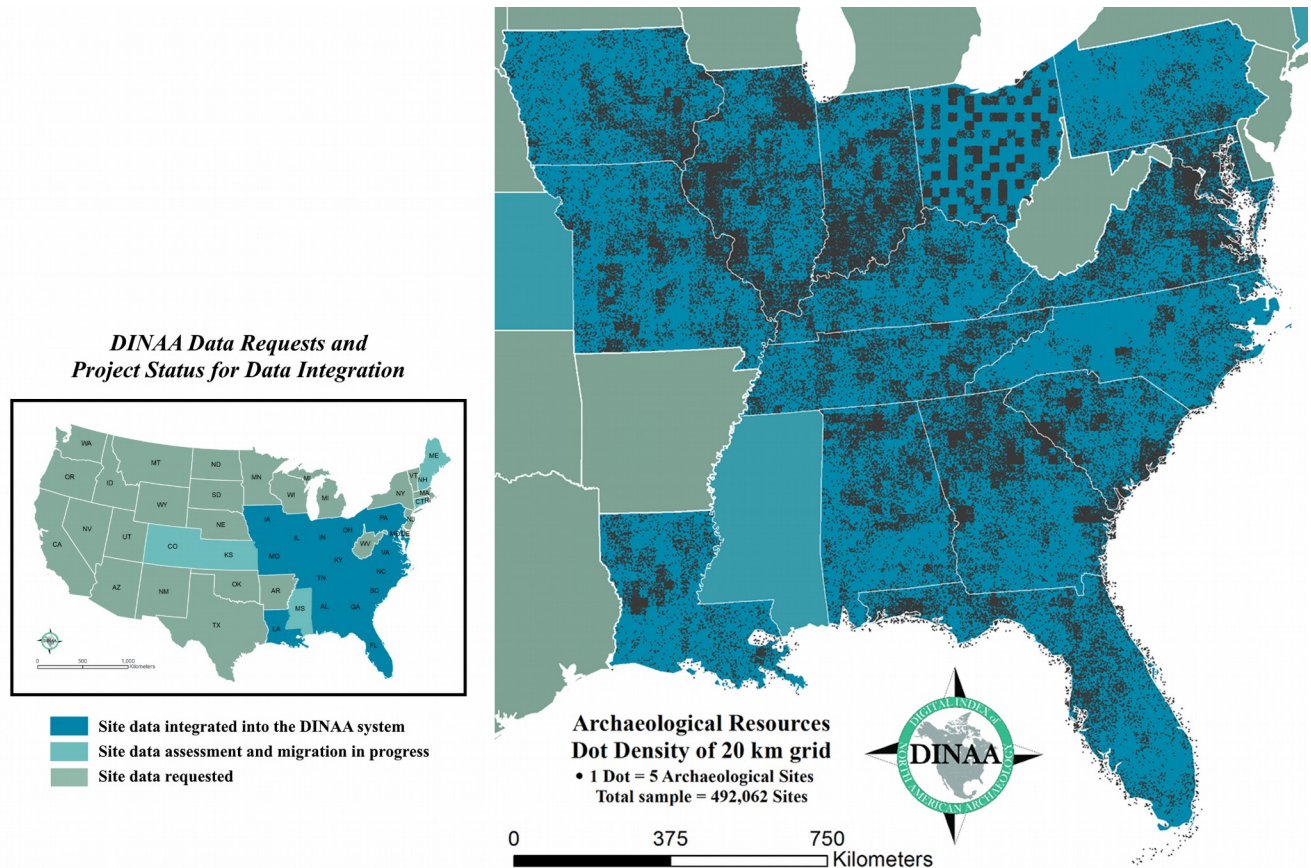 DINAA Data Requests and
Project Status for Data Integration
WA
MT
ND
MN
ME
OR
ID
SD
WI
MI
VT
NH
NY
MA
WY
CT
NV
UT
NE
IA
PA
NJ
CA
CO
KS
MO
IL
IN
OH
WV
VA
KY
AZ
NM
OK
AR
TN
NC
SC
TX
LA
MS
AL
GA
FL
DINAA
0 500 1,000
Kilometers
Site data integrated into the DINAA system
Site data assessment and migration in progress
Site data requested
Archaeological Resources
Dot Density of 20 km grid
• 1 Dot = 5 Archaeological Sites
Total sample = 492,062 Sites
DIGITAL INDEX of
NORTH AMERICAN ARCHAEOLOGY
DINAA
0 375 750
Kilometers